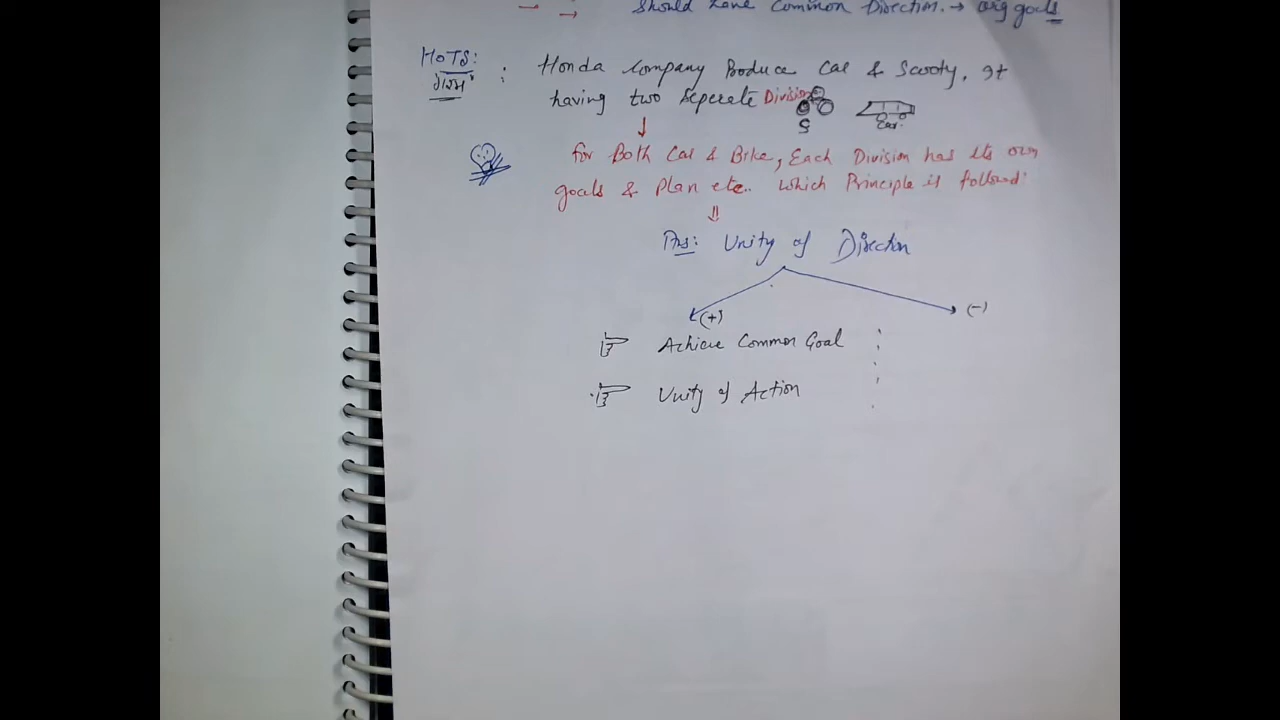 should have Common Direction. → org goals
HOTS: Honda Company Produce Car & Scooty. It
गरमा : having two seperate Division
S Car
for Both Car & Bike, Each Division has its own
goals & Plan etc.. which Principle is followed?
Ans: Unity of Direction
(+) (-)
Achieve Common Goal
Unity of Action